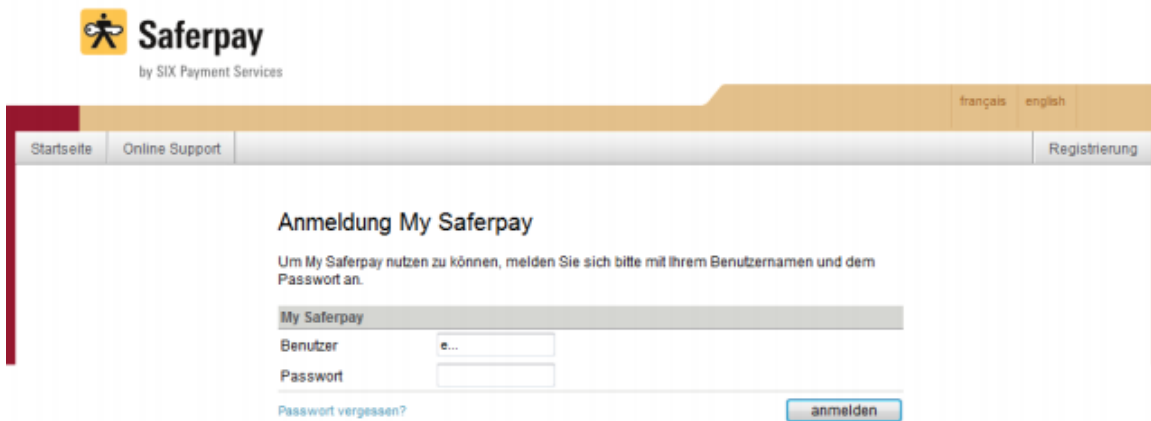 Saferpay
by SIX Payment Services
français english
Startseite Online Support Registrierung
Anmeldung My Saferpay
Um My Saferpay nutzen zu können, melden Sie sich bitte mit Ihrem Benutzernamen und dem
Passwort an.
My Saferpay
Benutzer e...
Passwort
Passwort vergessen? anmelden